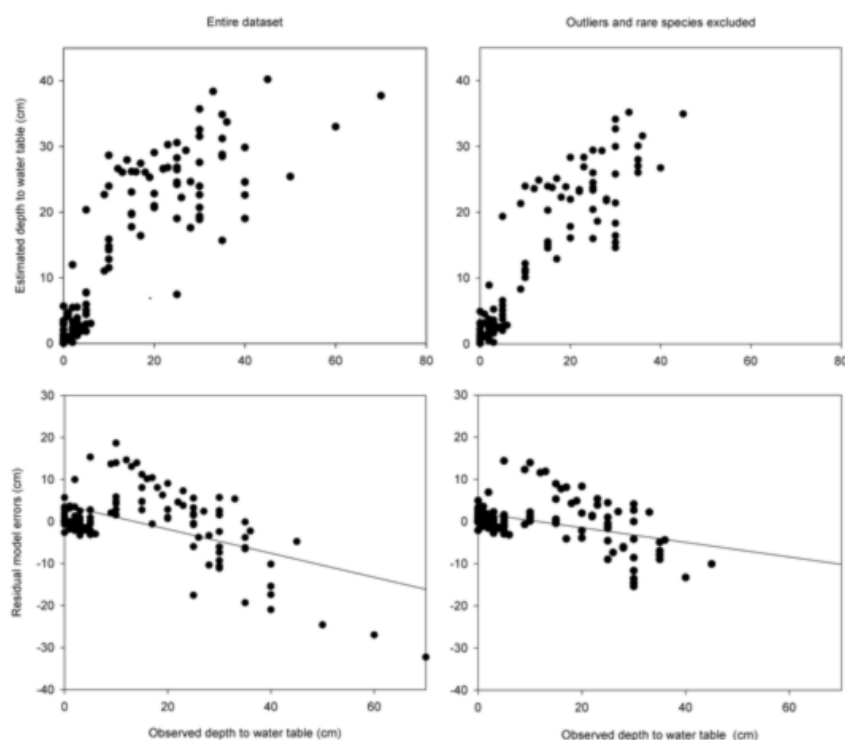 Entire dataset
Outliers and rare species excluded
Estimated depth to water table (cm)
40
30
20
10
0
0 20 40 60 80
40
30
20
10
0
0 20 40 60 80
Residual model errors (cm)
30
20
10
0
-10
-20
-30
-40
0 20 40 60
30
20
10
0
-10
-20
-30
-40
0 20 40 60
Observed depth to water table (cm)
Observed depth to water table (cm)